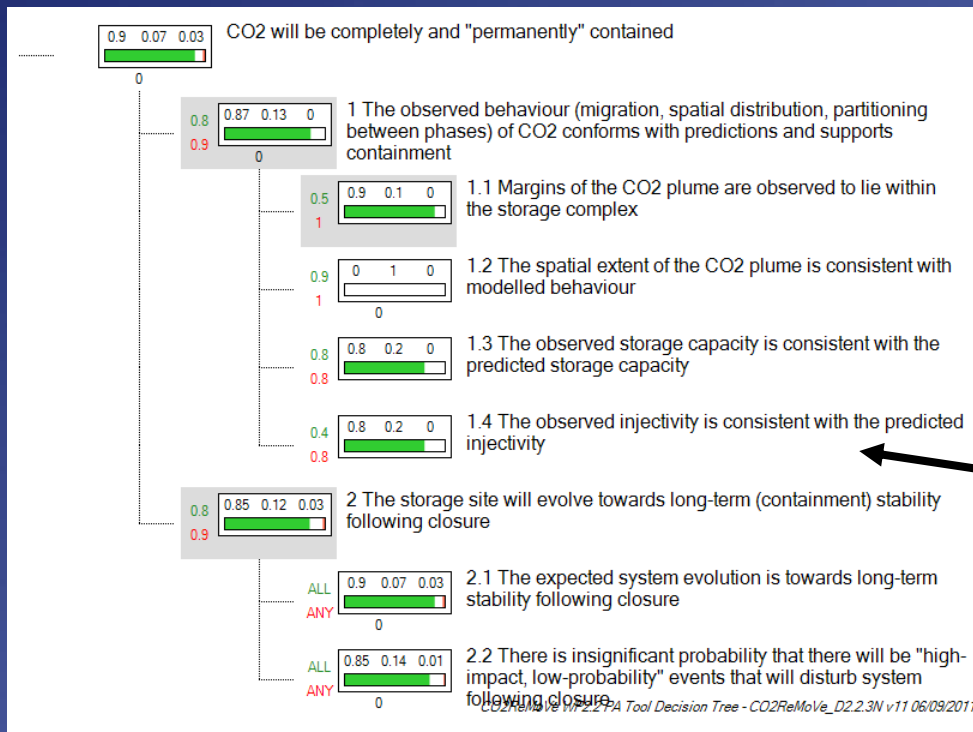 0.9 0.07 0.03
CO2 will be completely and "permanently" contained
0
0.8
0.9
0.87 0.13 0
0
1 The observed behaviour (migration, spatial distribution, partitioning
between phases) of CO2 conforms with predictions and supports
containment
0.5
1
0.9 0.1 0
1.1 Margins of the CO2 plume are observed to lie within
the storage complex
0.9
1
0 1 0
0
1.2 The spatial extent of the CO2 plume is consistent with
modelled behaviour
0.8
0.8
0.8 0.2 0
1.3 The observed storage capacity is consistent with the
predicted storage capacity
0.4
0.8
0.8 0.2 0
1.4 The observed injectivity is consistent with the predicted
injectivity
0.8
0.9
0.85 0.12 0.03
2 The storage site will evolve towards long-term (containment) stability
following closure
ALL
ANY
0.9 0.07 0.03
0
2.1 The expected system evolution is towards long-term
stability following closure
ALL
ANY
0.85 0.14 0.01
0
2.2 There is insignificant probability that there will be "high-
impact, low-probability" events that will disturb system
following closure
CO2ReMoVe WP2.2 PA Tool Decision Tree - CO2ReMoVe_D2.2.3N v11 06/09/2011